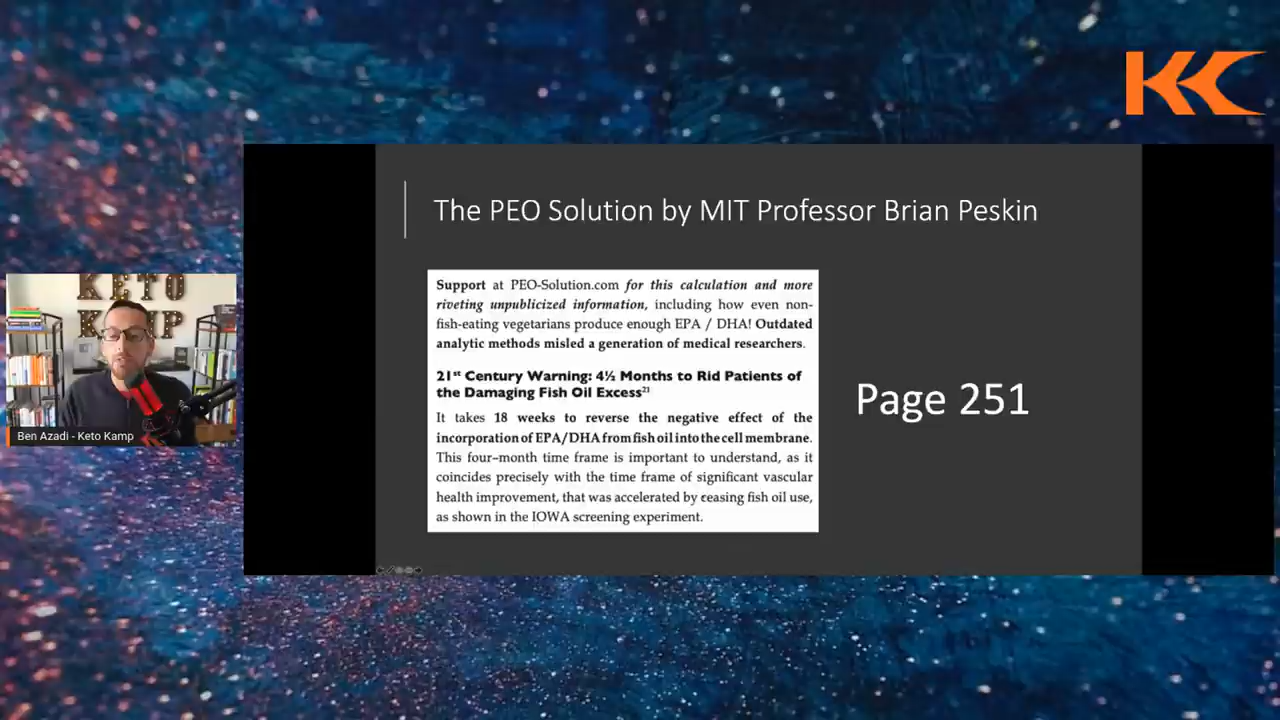 KC
The PEO Solution by MIT Professor Brian Peskin
Support at PEO-Solution.com for this calculation and more
riveting unpublicized information, including how even non-
fish-eating vegetarians produce enough EPA / DHA! Outdated
analytic methods misled a generation of medical researchers.
21st Century Warning: 4½ Months to Rid Patients of
the Damaging Fish Oil Excess21
It takes 18 weeks to reverse the negative effect of the
incorporation of EPA/DHA from fish oil into the cell membrane.
This four-month time frame is important to understand, as it
coincides precisely with the time frame of significant vascular
health improvement, that was accelerated by ceasing fish oil use,
as shown in the IOWA screening experiment.
Page 251
KETO
KAMP
Ben Azadi - Keto Kamp